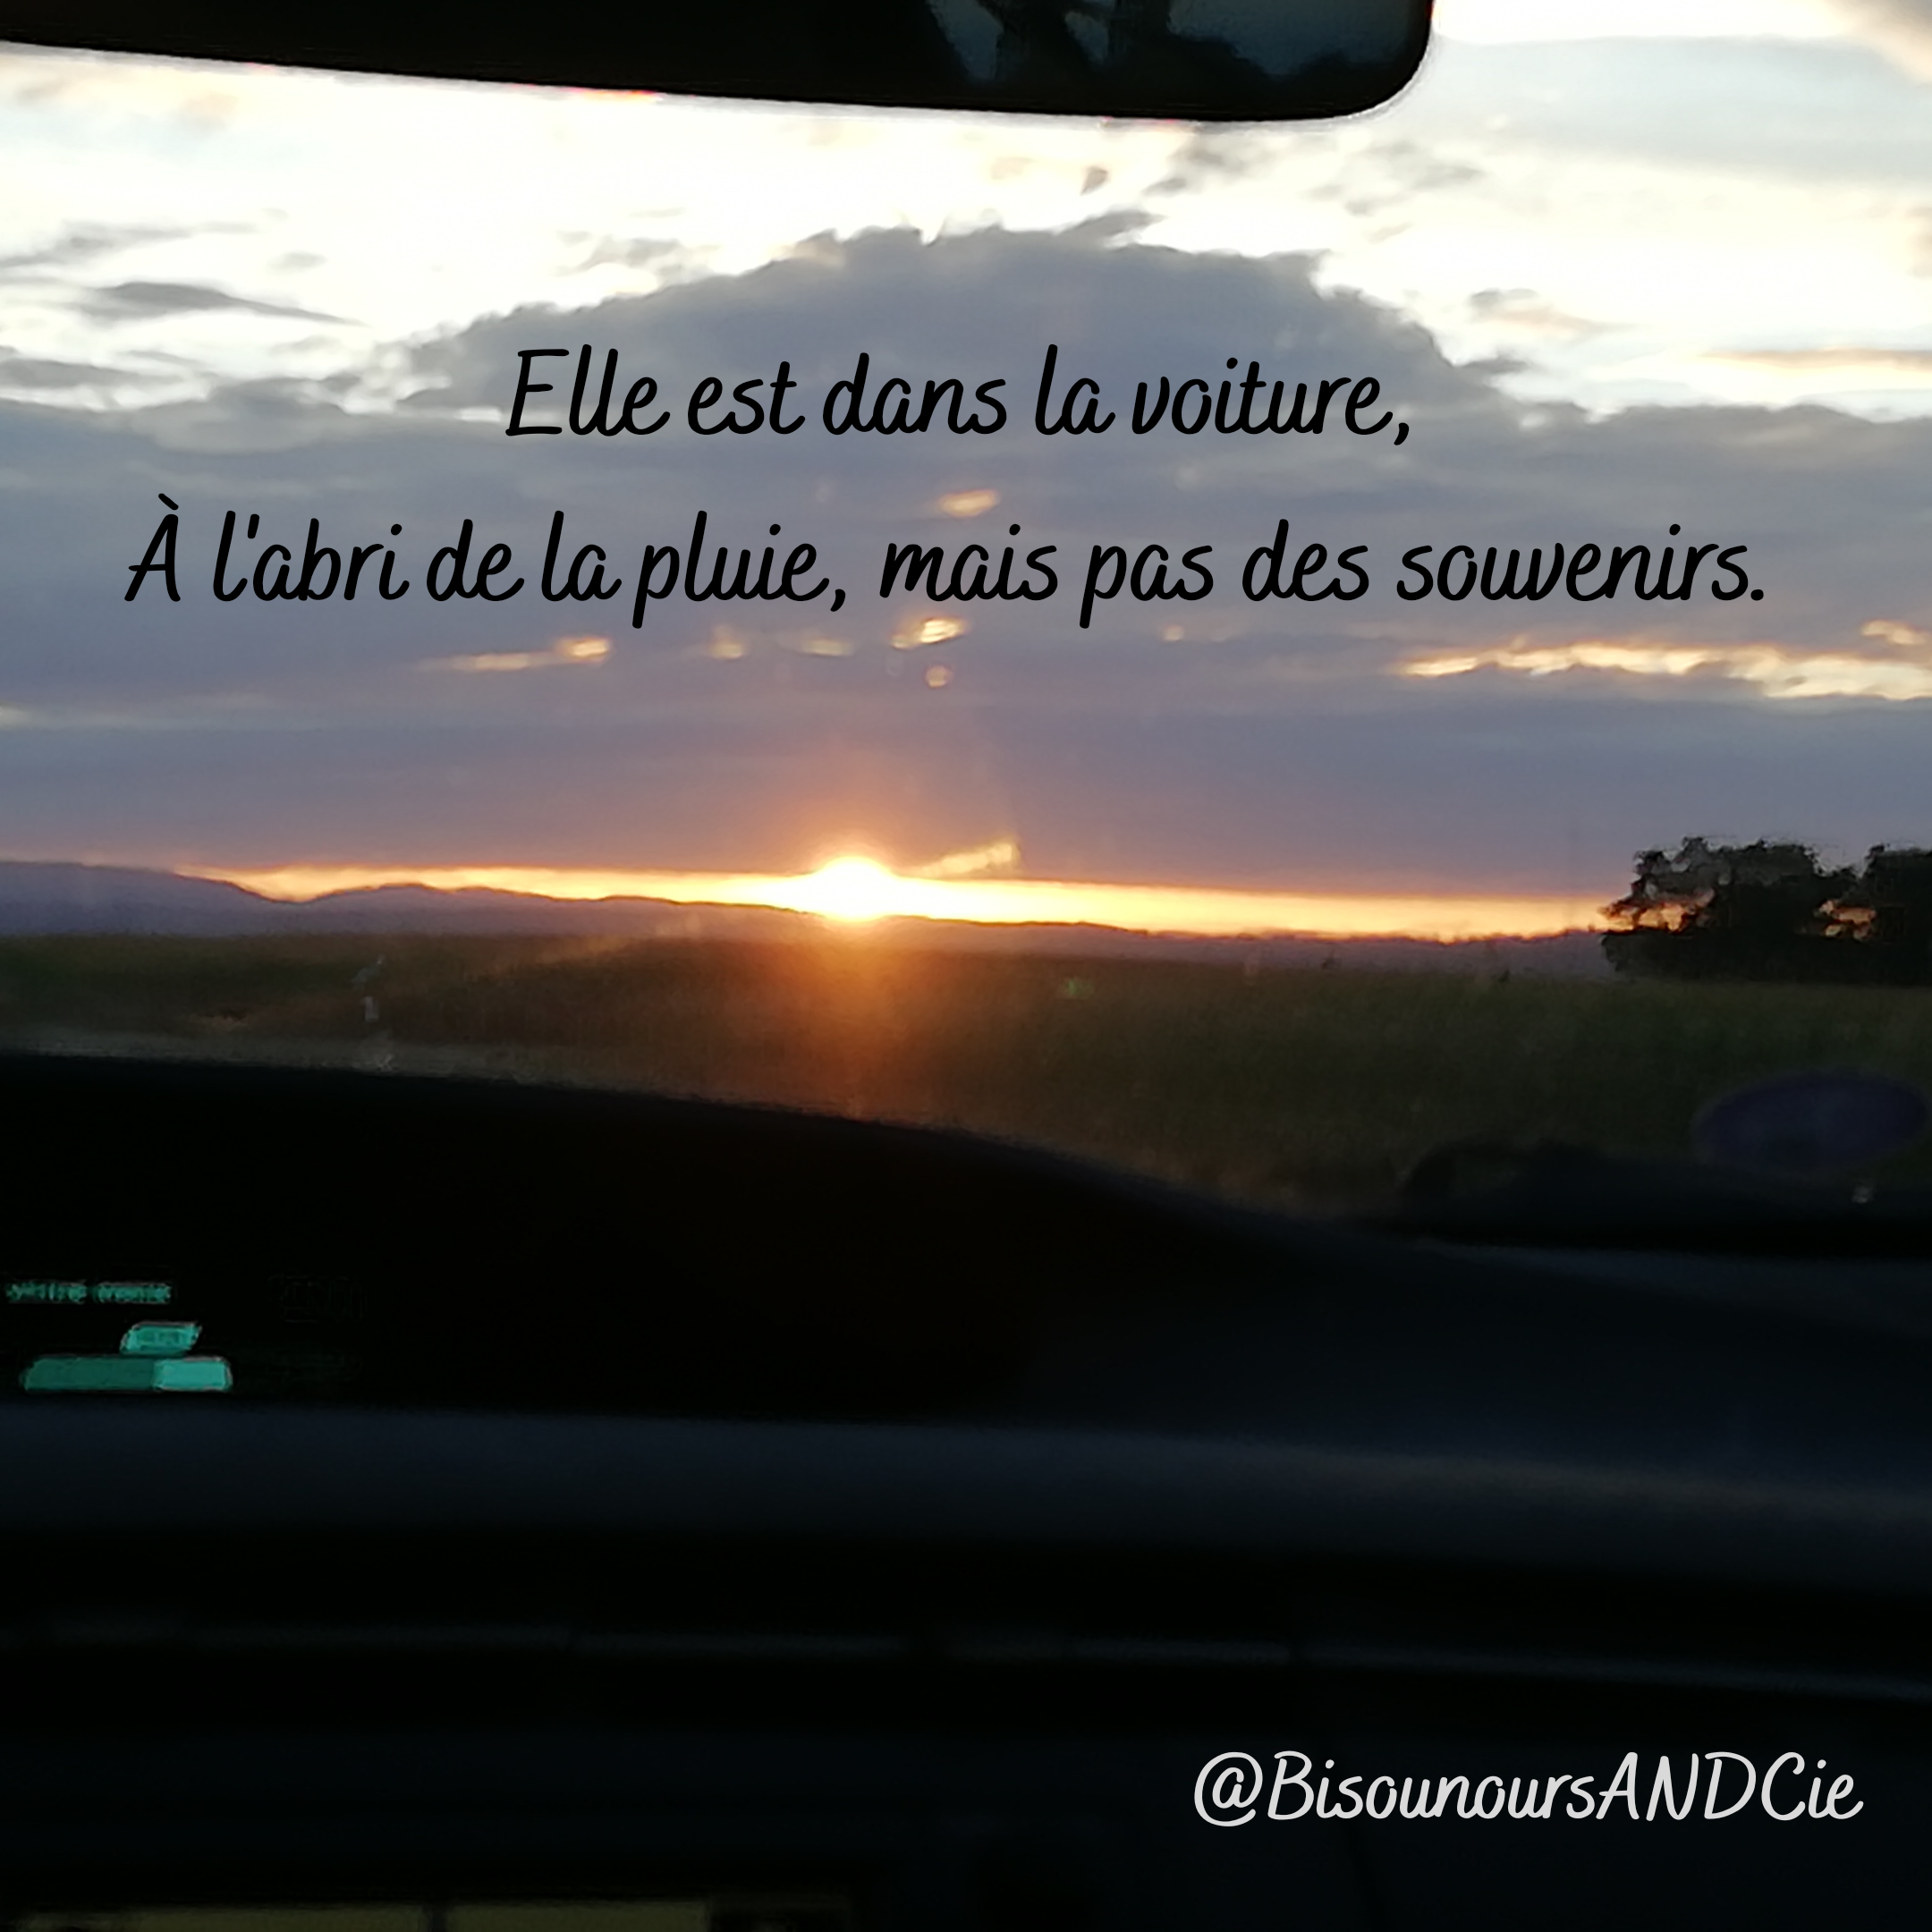 Elle est dans la voiture,
À l'abri de la pluie, mais pas des souvenirs.
@BisounoursANDCie